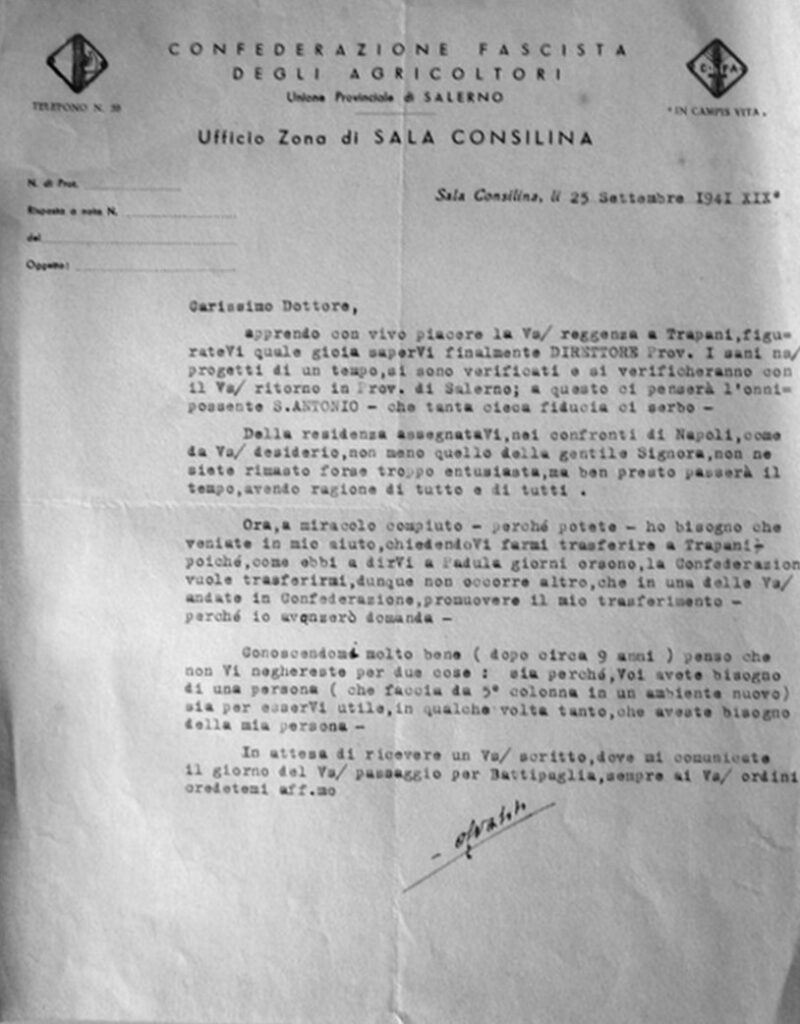 CONFEDERAZIONE FASCISTA
DEGLI AGRICOLTORI
Unione Provinciale di SALERNO
Ufficio Zona di SALA CONSILINA
TELEFONO N. 39
C FA
"IN CAMPIS VITA"
N. di Prot.
Risposta a nota N.
del
Oggetto:
Sala Consilina, li 25 Settembre 1941 XIX°
Carissimo Dottore,
apprendo con vivo piacere la Vs/ reggenza a Trapani,figu=
rateVi quale gioia saperVi finalmente DIRETTORE Prov. I sani ns/
progetti di un tempo,si sono verificati e si verificheranno con
il Vs/ ritorno in Prov. di Salerno; a questo ci penserà l'onni=
possente S.ANTONIO - che tanta cieca fiducia ci serbo -
Della residenza assegnataVi,nei confronti di Napoli,come
da Vs/ desiderio,non meno quello della gentile Signora,non ne
siete rimasto forse troppo entusiasta,ma ben presto passerà il
tempo,avendo ragione di tutto e di tutti .
Ora,a miracolo compiuto - perché potete - ho bisogno che
veniate in mio aiuto,chiedendoVi farmi trasferire a Trapani;-
poiché,come ebbi a dirVi a Padula giorni orsono,la Confederazion
vuole trasferirmi,dunque non occorre altro,che in una delle Vs/
andate in Confederazione,promuovere il mio trasferimento -
perché io avanzerò domanda -
Conoscendomi molto bene ( dopo circa 9 anni ) penso che
non Vi neghereste per due cose : sia perché,Voi avete bisogno
di una persona ( che faccia da 5° colonna in un ambiente nuovo)
sia per esserVi utile,in qualche volta tanto,che aveste bisogno
della mia persona -
In attesa di ricevere un Vs/ scritto,dove mi comunicate
il giorno del Vs/ passaggio per Battipaglia,sempre ai Vs/ ordini
credetemi aff.mo